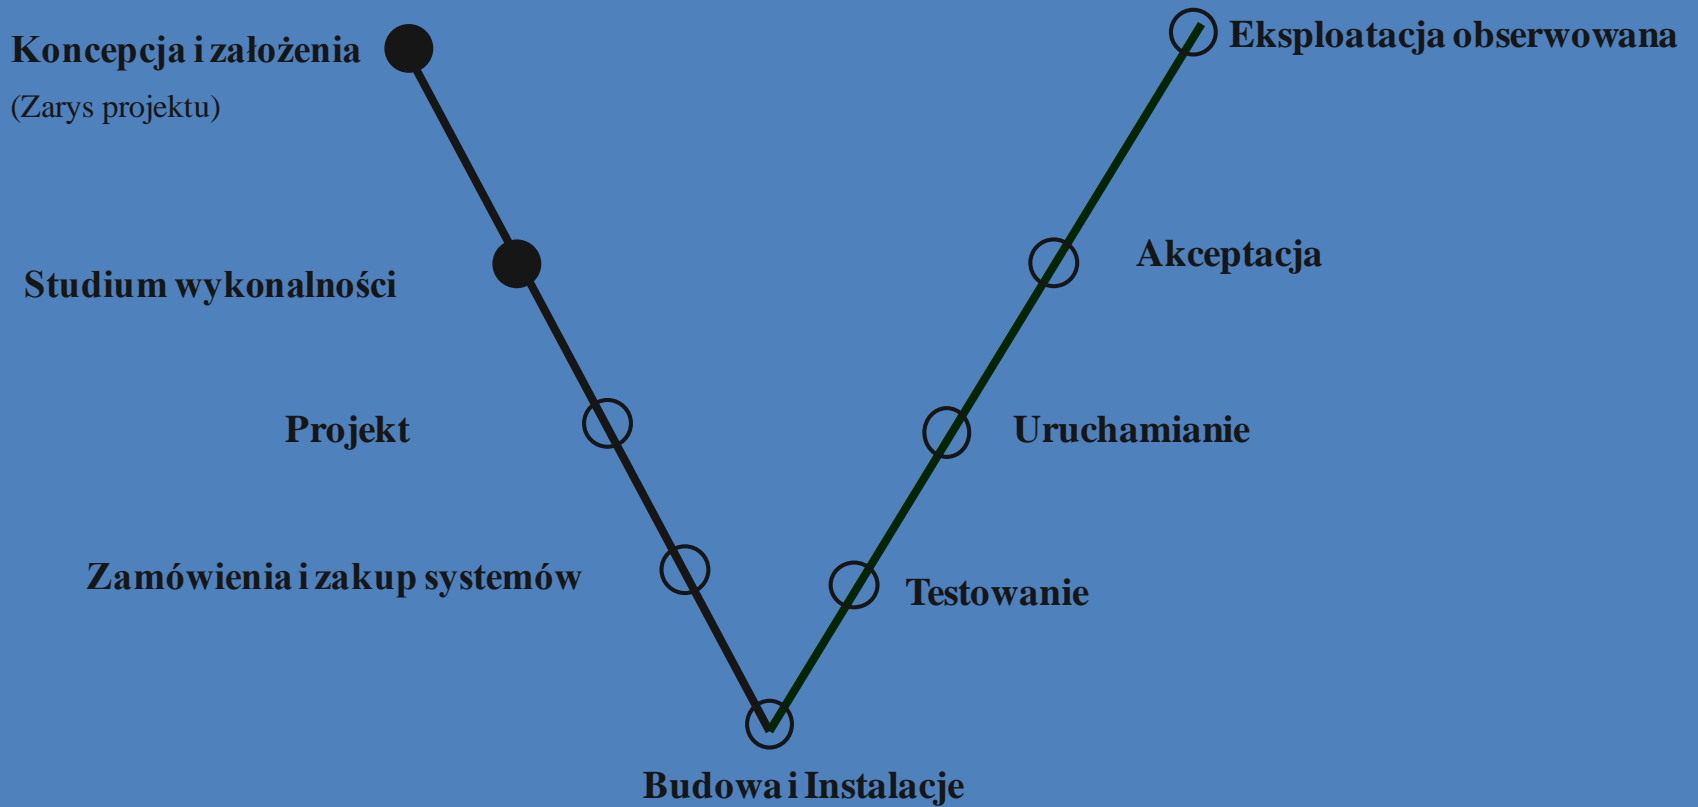 Koncepcja i założenia
(Zarys projektu)
Studium wykonalności
Projekt
Zamówienia i zakup systemów
Budowa i Instalacje
Testowanie
Uruchamianie
Akceptacja
Eksploatacja obserwowana